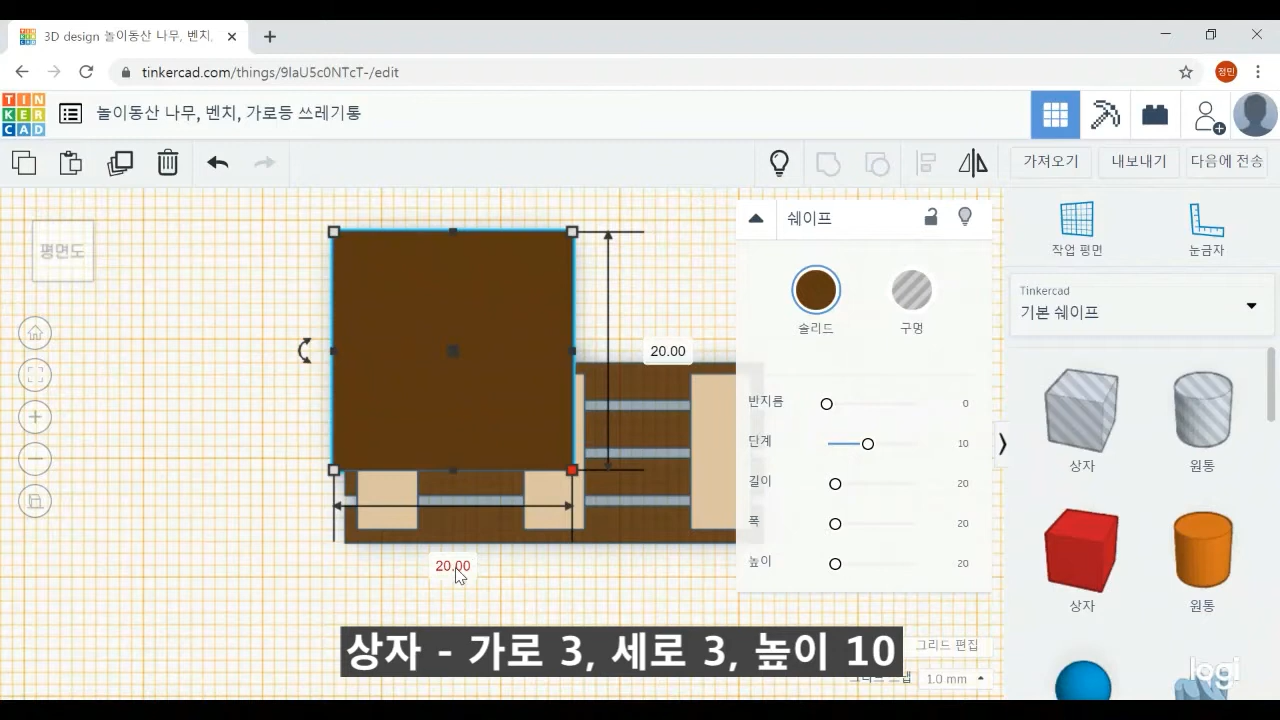 3D design 놀이동산 나무, 벤치,
tinkercad.com/things/9IaU5c0NTcT-/edit
정민
TIN
KER
CAD
놀이동산 나무, 벤치, 가로등 쓰레기통
가져오기
내보내기
다음에 전송
평면도
쉐이프
솔리드
구멍
반지름
0
단계
10
길이
20
폭
20
높이
20
20.00
20.00
작업 평면
눈금자
Tinkercad
기본 쉐이프
상자
원통
상자
원통
그리드 편집
1.0 mm
상자 - 가로 3, 세로 3, 높이 10
logi